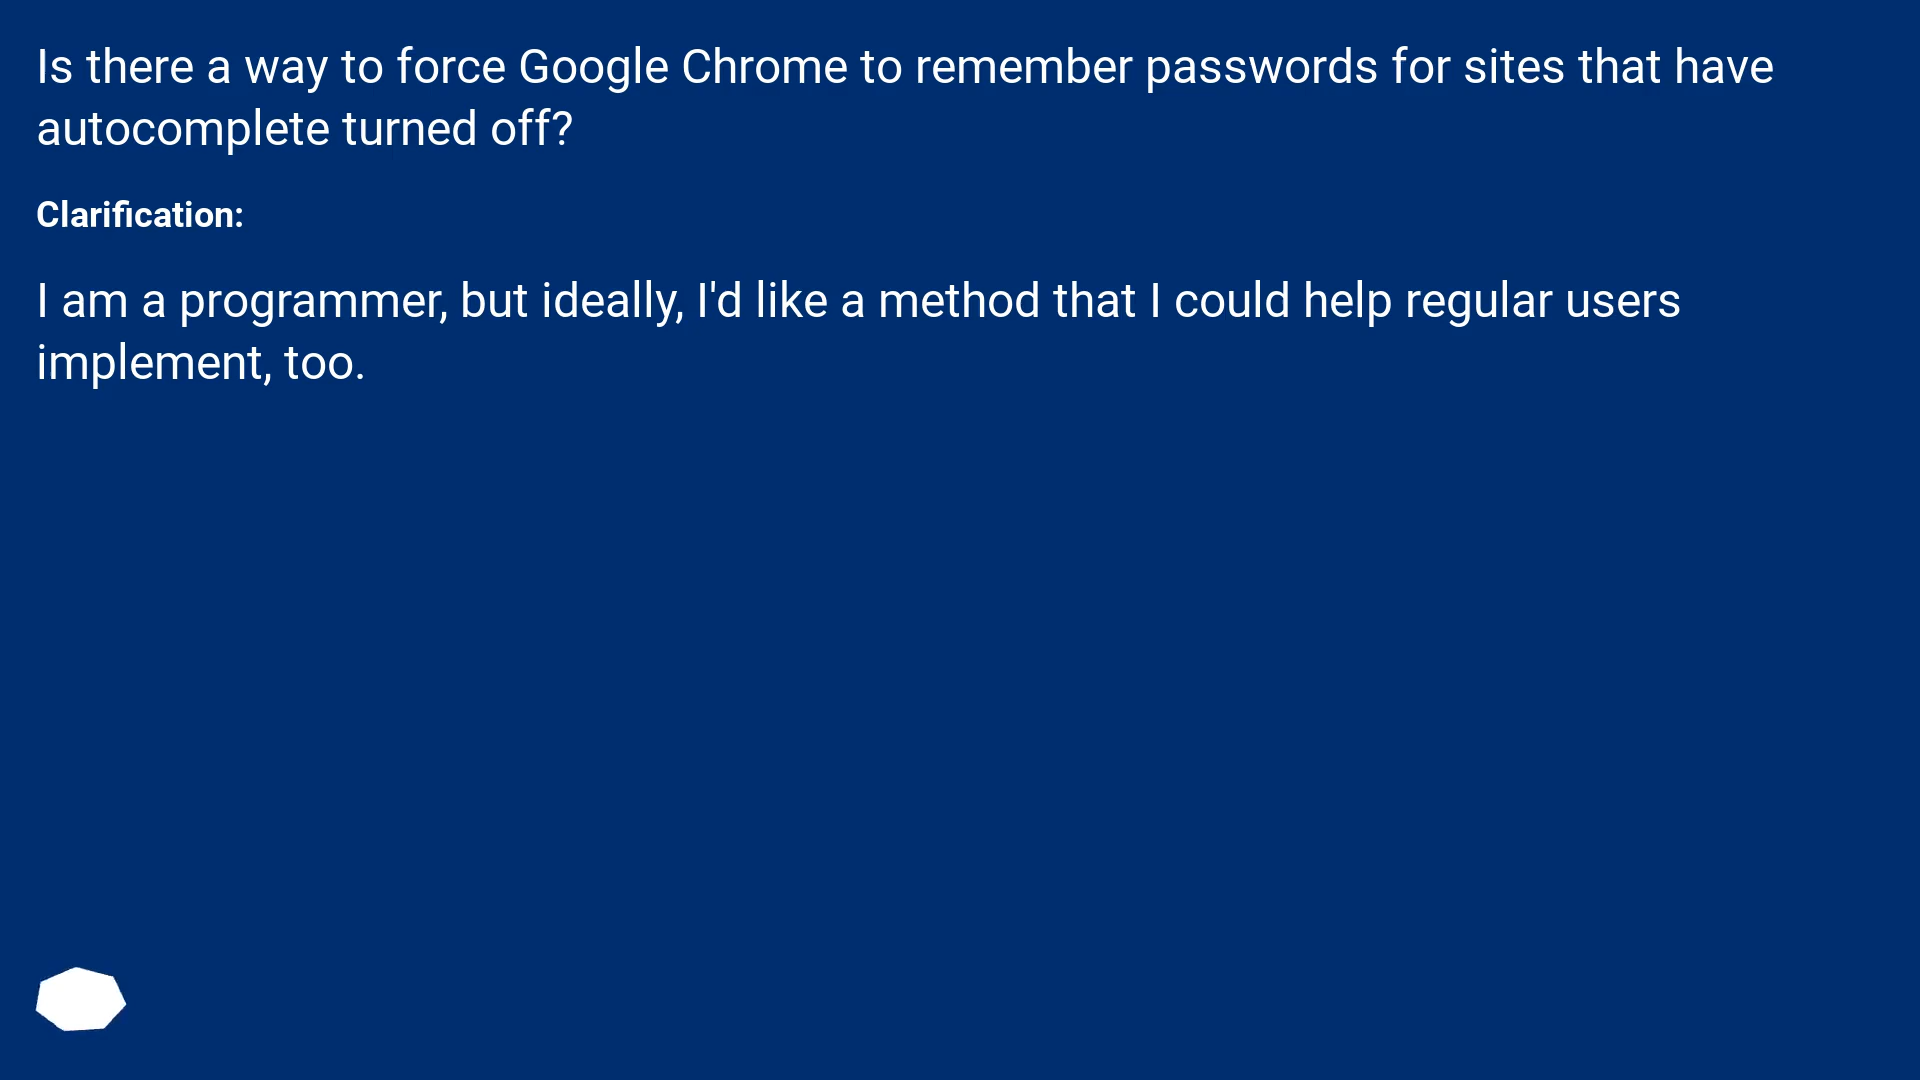 Is there a way to force Google Chrome to remember passwords for sites that have
autocomplete turned off?
Clarification:
I am a programmer, but ideally, I'd like a method that I could help regular users
implement, too.